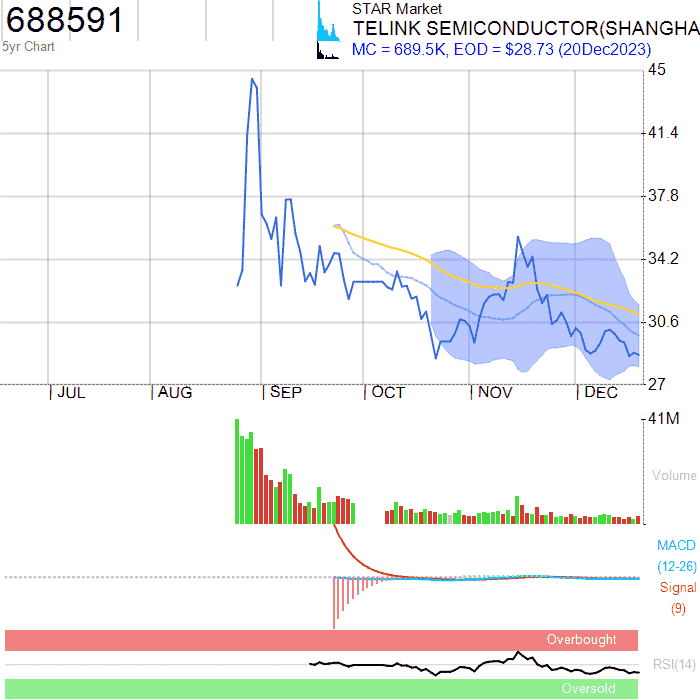 688591
5yr Chart
STAR Market
TELINK SEMICONDUCTOR(SHANGHA
MC = 689.5K, EOD = $28.73 (20Dec2023)
45
41.4
37.8
34.2
30.6
27
JUL AUG SEP OCT NOV DEC
41M
Volume
MACD
(12-26)
Signal
(9)
Overbought
RSI(14)
Oversold